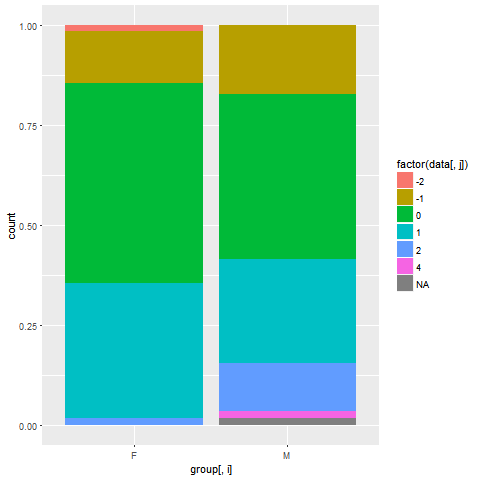 1.00
0.75
0.50
0.25
0.00
count
F
M
group[, i]
factor(data[, j])
-2
-1
0
1
2
4
NA